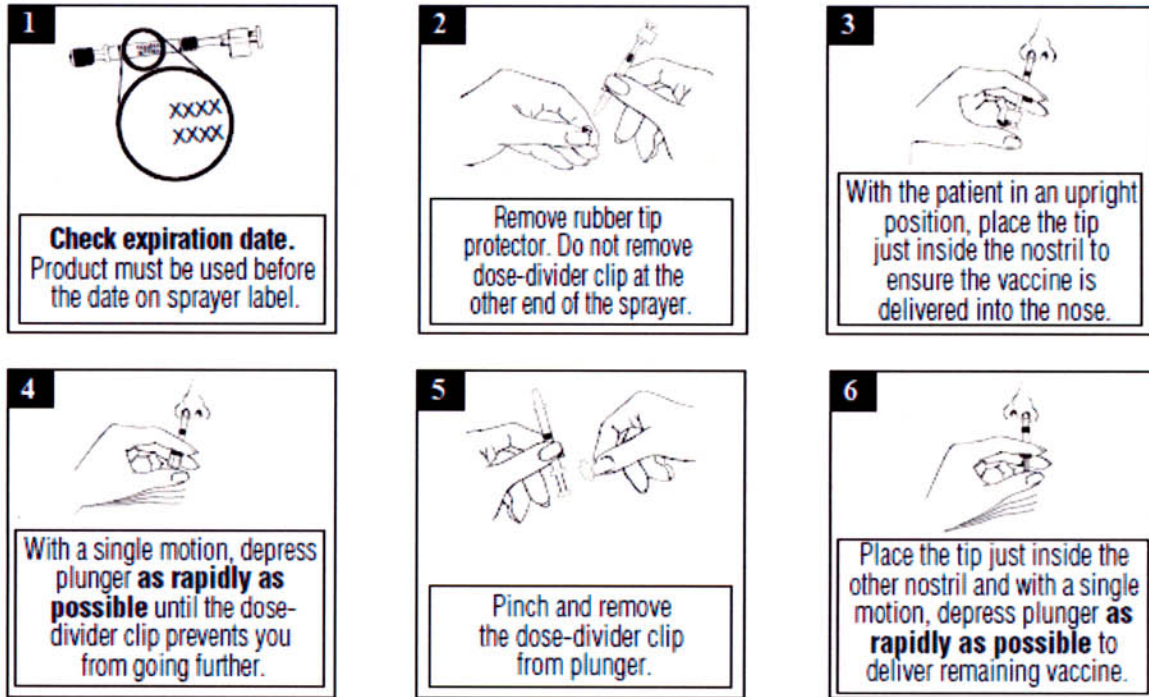 1
XXXX
XXXX
Check expiration date.
Product must be used before
the date on sprayer label.
2
Remove rubber tip
protector. Do not remove
dose-divider clip at the
other end of the sprayer.
3
With the patient in an upright
position, place the tip
just inside the nostril to
ensure the vaccine is
delivered into the nose.
4
With a single motion, depress
plunger as rapidly as
possible until the dose-
divider clip prevents you
from going further.
5
Pinch and remove
the dose-divider clip
from plunger.
6
Place the tip just inside the
other nostril and with a single
motion, depress plunger as
rapidly as possible to
deliver remaining vaccine.